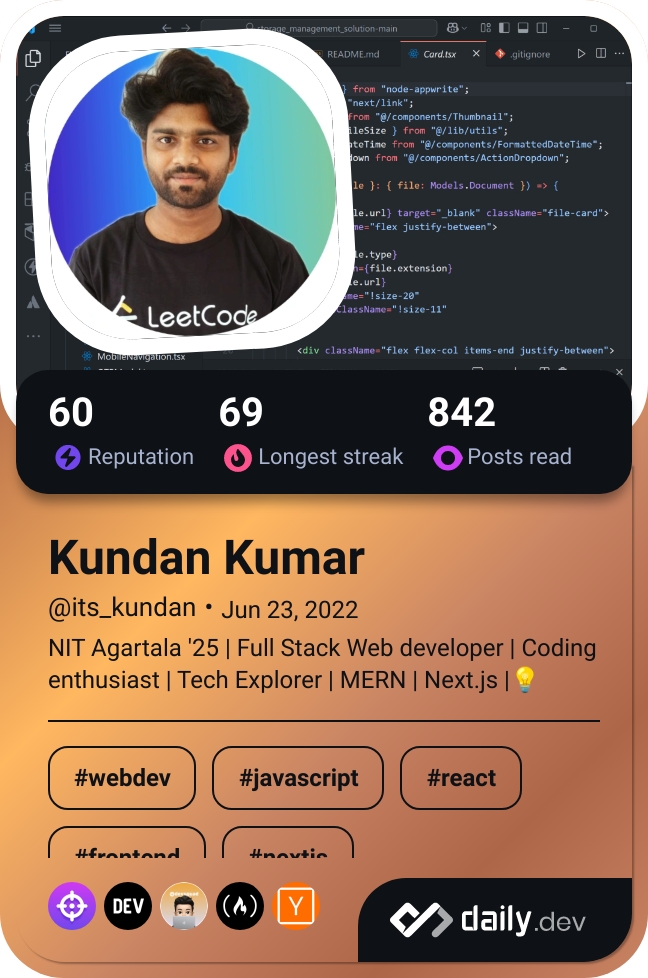 storage_management_solution-main
README.md
Card.tsx
.gitignore
from "node-appwrite";
"next/link";
from "@/components/Thumbnail";
ileSize } from "@/lib/utils";
ateTime from "@/components/FormattedDateTime";
down from "@/components/ActionDropdown";
le }: { file: Models.Document }) => {
le.url} target="_blank" className="file-card">
me="flex justify-between">
le.type}
n={file.extension}
le.url}
ame="!size-20"
ClassName="!size-11"
LeetCode
<div className="flex flex-col items-end justify-between">
MobileNavigation.tsx
60
Reputation
69
Longest streak
842
Posts read
Kundan Kumar
@its_kundan • Jun 23, 2022
NIT Agartala '25 | Full Stack Web developer | Coding
enthusiast | Tech Explorer | MERN | Next.js |💡
#webdev
#javascript
#react
#frontend
#nextjs
DEV
Y
daily.dev